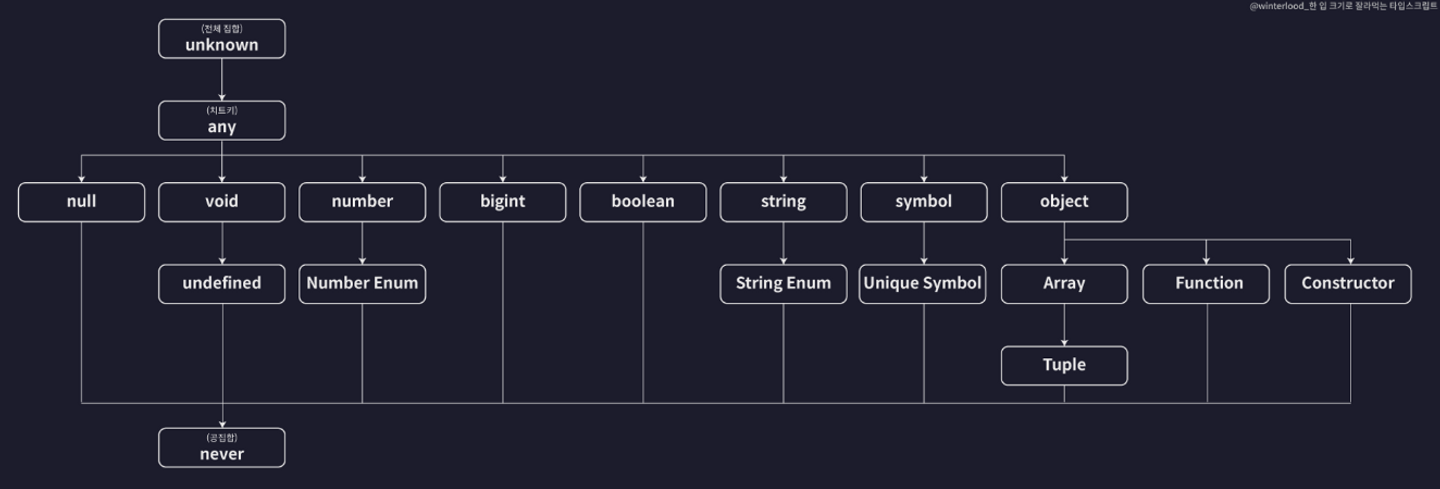 @winterlood_한 입 크기로 잘라먹는 타입스크립트
(전체 집합)
unknown
(치트키)
any
null
void
number
bigint
boolean
string
symbol
object
undefined
Number Enum
String Enum
Unique Symbol
Array
Function
Constructor
Tuple
(공집합)
never